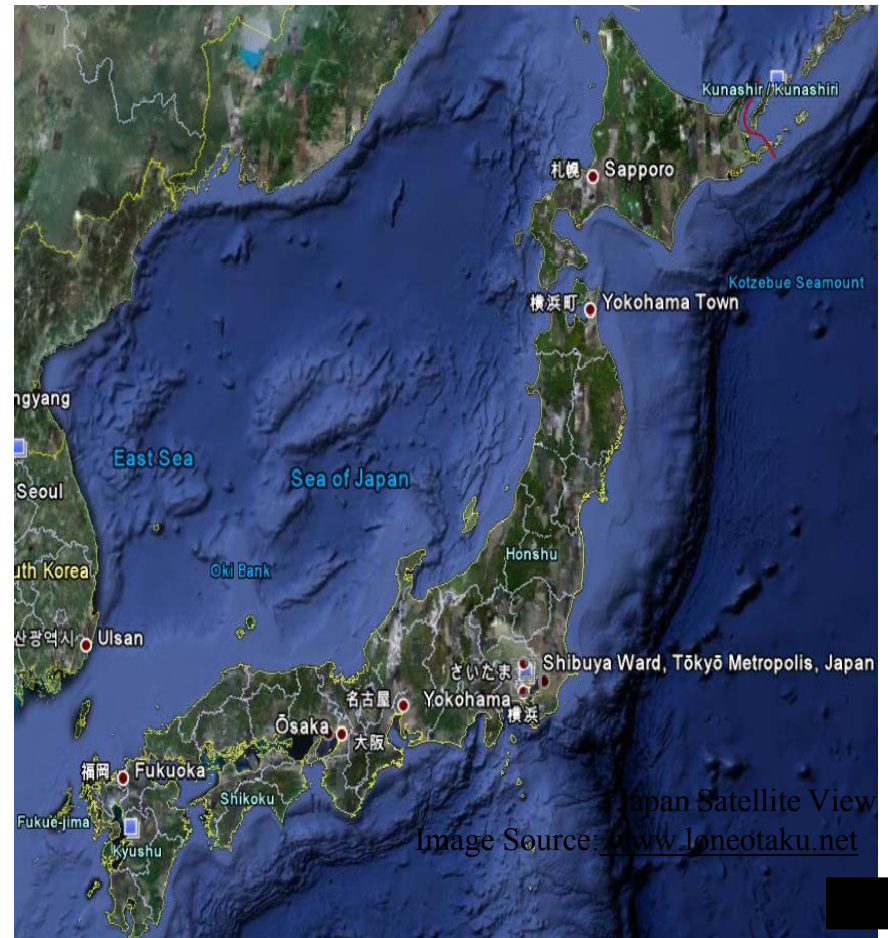 Kunashir / Kunashiri
札幌 Sapporo
Kotzebue Seamount
横浜町 Yokohama Town
ngyang
East Sea
Sea of Japan
Seoul
Honshu
uth Korea
Oki Bank
산광역시 Ulsan
さいたま Shibuya Ward, Tōkyō Metropolis, Japan
名古屋 Yokohama
横浜
Ōsaka
大阪
福岡 Fukuoka
Shikoku
Japan Satellite View
Fukue-jima
Image Source: www.loneotaku.net
Kyushu